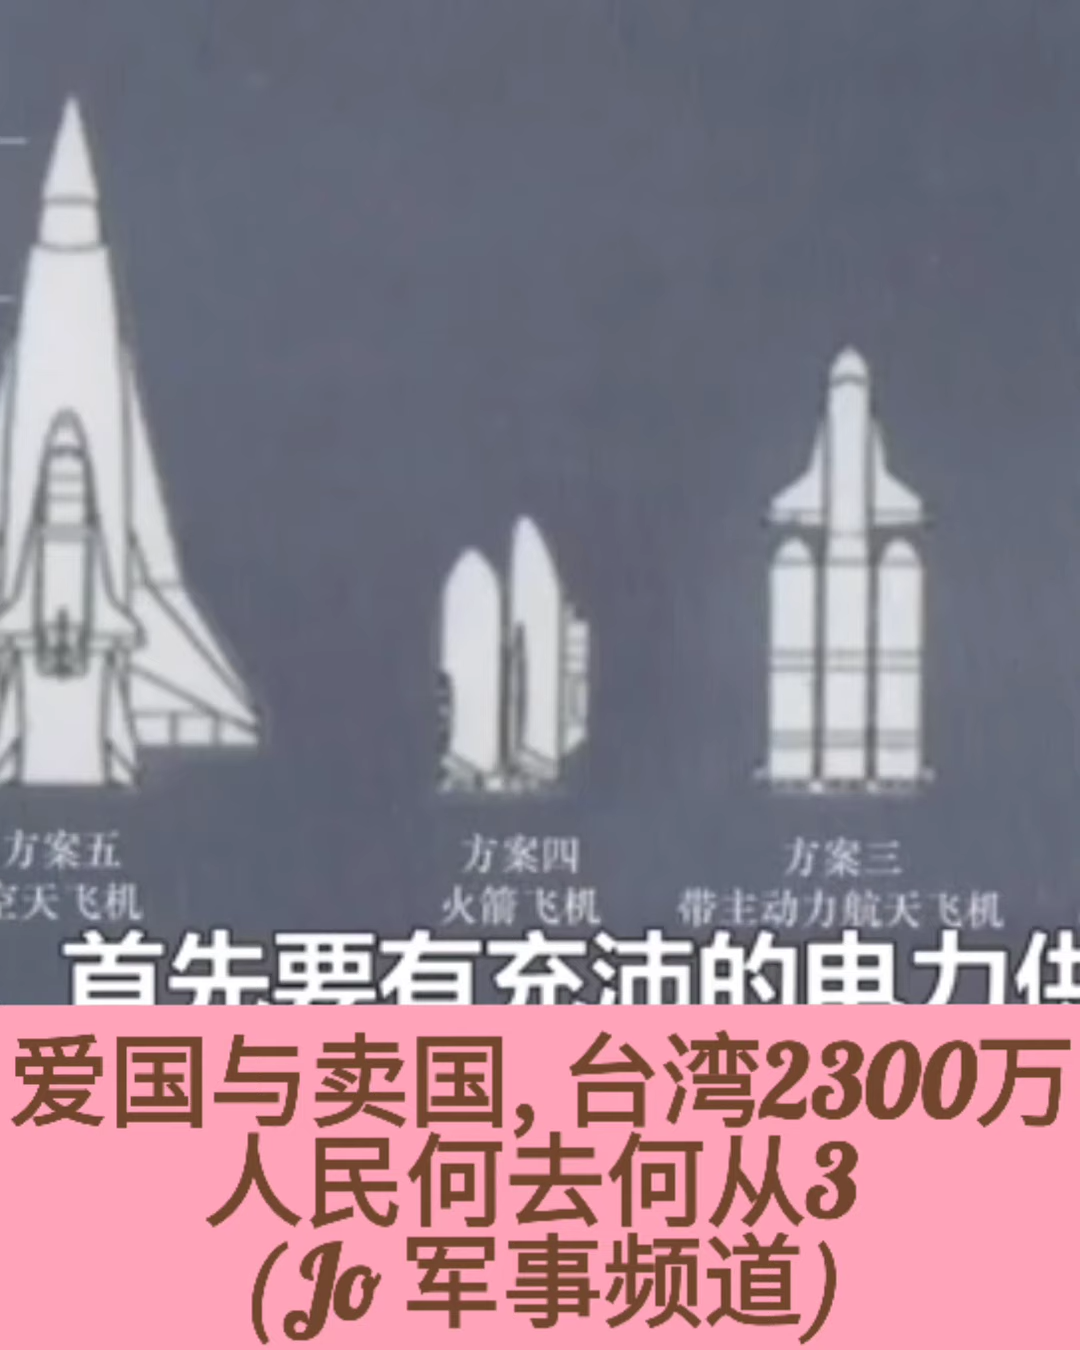 方案五
空天飞机
方案四
火箭飞机
方案三
带主动力航天飞机
首先要有充沛的电力供
爱国与卖国,台湾2300万
人民何去何从3
(Jo 军事频道)